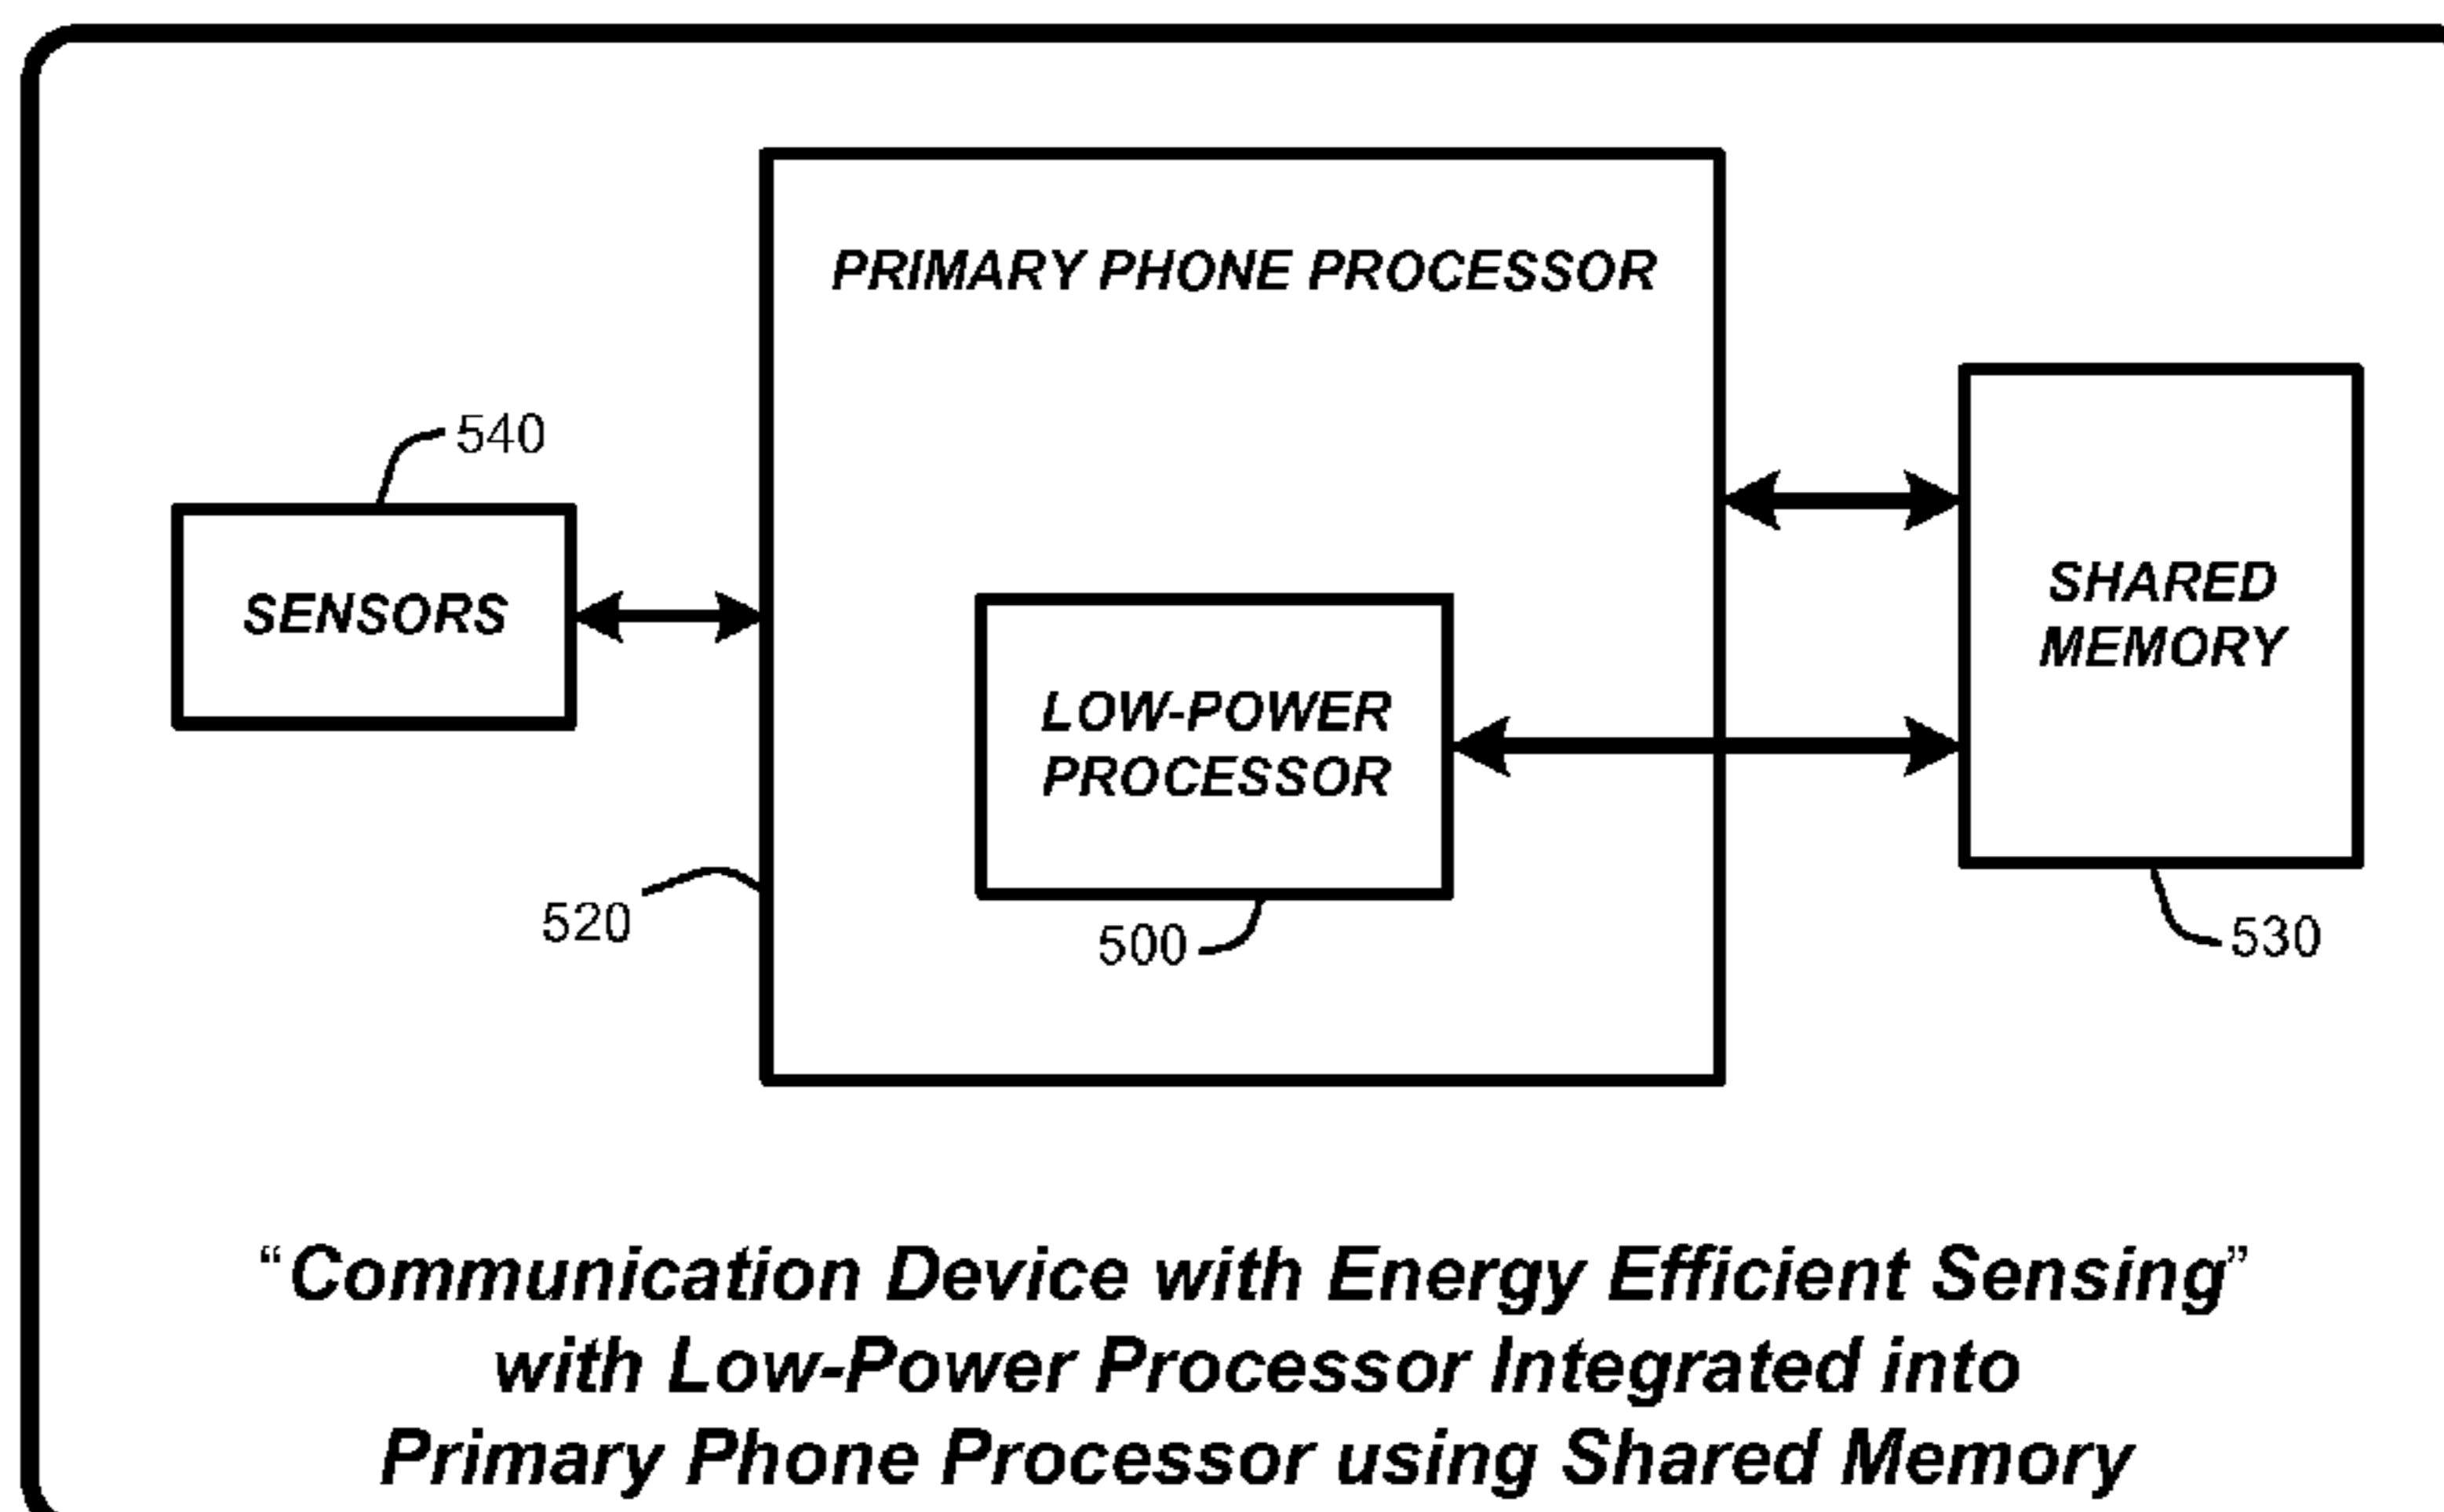 PRIMARY PHONE PROCESSOR
540
SENSORS
SHARED
MEMORY
LOW-POWER
PROCESSOR
520
500
530
“Communication Device with Energy Efficient Sensing”
with Low-Power Processor Integrated into
Primary Phone Processor using Shared Memory